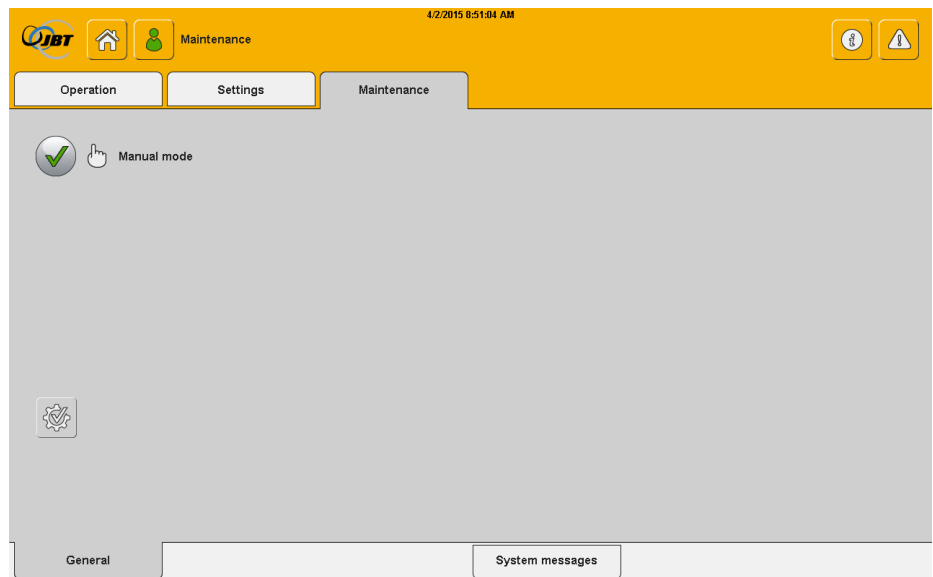 4/2/2015 8:51:04 AM
JBT
Maintenance
Operation
Settings
Maintenance
Manual mode
General
System messages